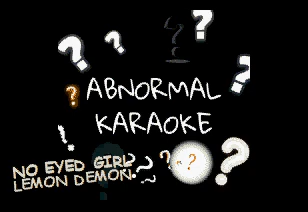 ? ? ? ?
?
? ABNORMAL
KARAOKE
!
NO EYED GIRL ? ? ? ?
LEMON DEMON ~